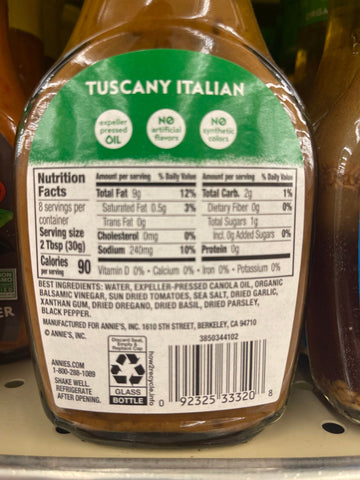 TUSCANY ITALIAN
expeller
pressed
OIL
NO
artificial
flavors
NO
synthetic
colors
Nutrition
Facts
8 servings per
container
Serving size
2 Tbsp (30g)
Calories
per serving 90
Amount per serving % Daily Value
Total Fat 9g 12%
Saturated Fat 0.5g 3%
Trans Fat 0g
Cholesterol 0mg 0%
Sodium 240mg 10%
Amount per serving % Daily Value
Total Carb. 2g 1%
Dietary Fiber 0g 0%
Total Sugars 1g
Incl. 0g Added Sugars 0%
Protein 0g
Vitamin D 0% • Calcium 0% • Iron 0% • Potassium 0%
BEST INGREDIENTS: WATER, EXPELLER-PRESSED CANOLA OIL, ORGANIC
BALSAMIC VINEGAR, SUN DRIED TOMATOES, SEA SALT, DRIED GARLIC,
XANTHAN GUM, DRIED OREGANO, DRIED BASIL, DRIED PARSLEY,
BLACK PEPPER.
MANUFACTURED FOR ANNIE'S, INC. 1610 5TH STREET, BERKELEY, CA 94710
© ANNIE'S, INC.
3850344102
ANNIES.COM
1-800-288-1089
SHAKE WELL.
REFRIGERATE
AFTER OPENING.
Discard Seal,
Empty &
Replace Cap
GLASS
BOTTLE
how2recycle.info
0 92325 33320 8